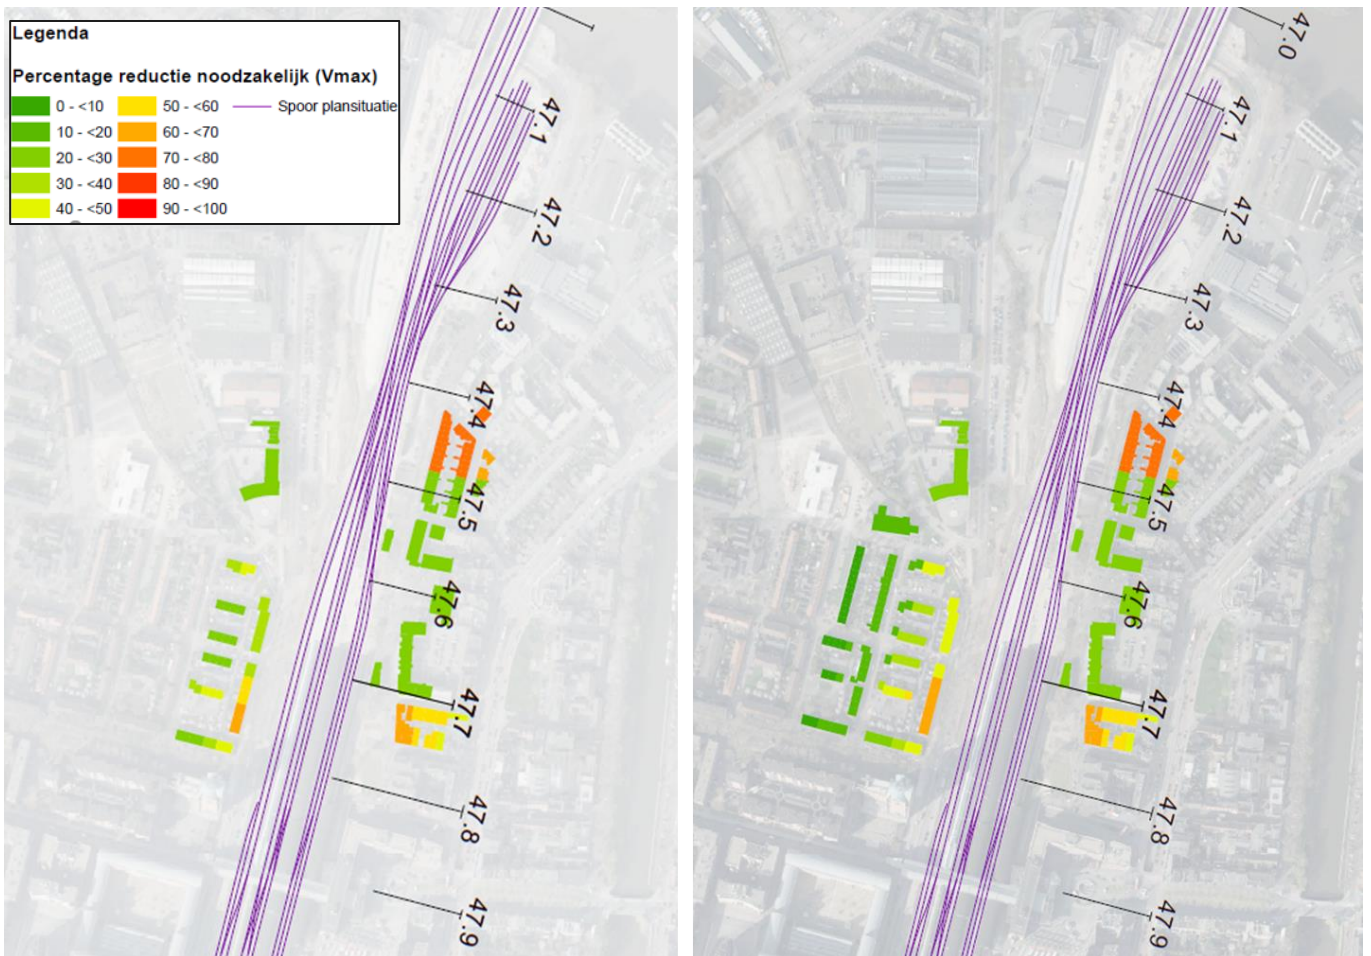 Legenda
Percentage reductie noodzakelijk (Vmax)
0 - <10
50 - <60
Spoor plansituatie
10 - <20
60 - <70
20 - <30
70 - <80
30 - <40
80 - <90
40 - <50
90 - <100
47.1
47.2
47.3
47.4
47.5
47.6
47.7
47.8
47.9
47.0
47.1
47.2
47.3
47.4
47.5
47.6
47.7
47.8
47.9